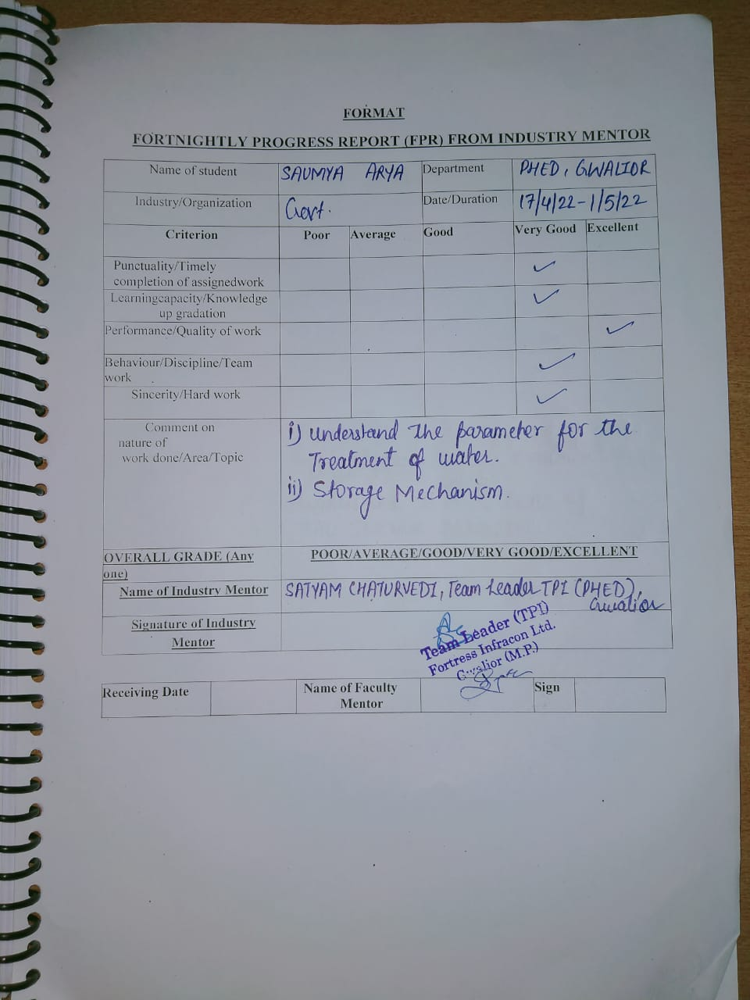 FORMAT
FORTNIGHTLY PROGRESS REPORT (FPR) FROM INDUSTRY MENTOR
Name of student SAUMYA ARYA Department PHED, GWALIOR
Industry/Organization Govt. Date/Duration 17/4/22-1/5/22
Criterion Poor Average Good Very Good Excellent
Punctuality/Timely
completion of assignedwork ✓
Learningcapacity/Knowledge
up gradation ✓
Performance/Quality of work ✓
Behaviour/Discipline/Team
work ✓
Sincerity/Hard work ✓
Comment on
nature of
work done/Area/Topic
i) Understand the parameter for the
Treatment of water.
ii) Storage Mechanism.
OVERALL GRADE (Any
one)
POOR/AVERAGE/GOOD/VERY GOOD/EXCELLENT
Name of Industry Mentor SATYAM CHATURVEDI, Team Leader TPI (PHED),
Gwalior
Signature of Industry
Mentor
Team Leader (TPI)
Fortress Infracon Ltd.
Gwalior (M.P.)
Receiving Date Name of Faculty
Mentor
Sign